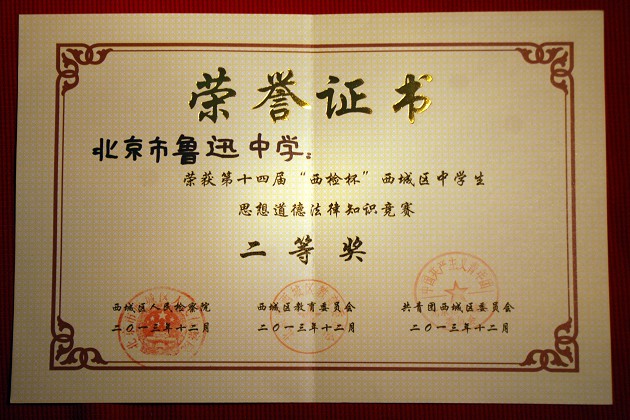 荣誉证书
北京市鲁迅中学：
荣获第十四届“西检杯”西城区中学生
思想道德法律知识竞赛
二等奖
西城区人民检察院 西城区教育委员会 共青团西城区委员会
二〇一三年十二月 二〇一三年十二月 二〇一三年十二月